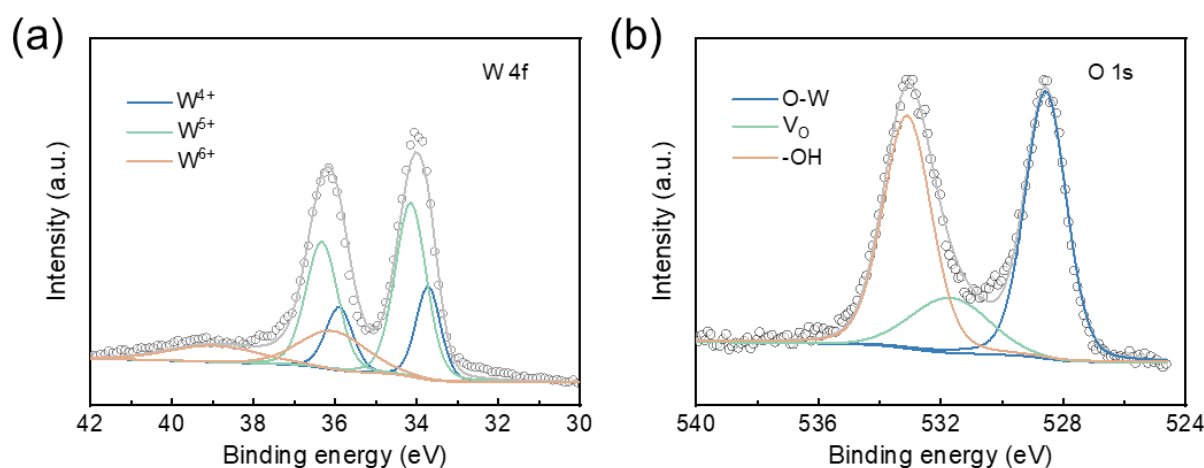 (a)
W 4f
W⁴⁺
W⁵⁺
W⁶⁺
Intensity (a.u.)
42 40 38 36 34 32 30
Binding energy (eV)
(b)
O 1s
O-W
V₀
-OH
Intensity (a.u.)
540 536 532 528 524
Binding energy (eV)